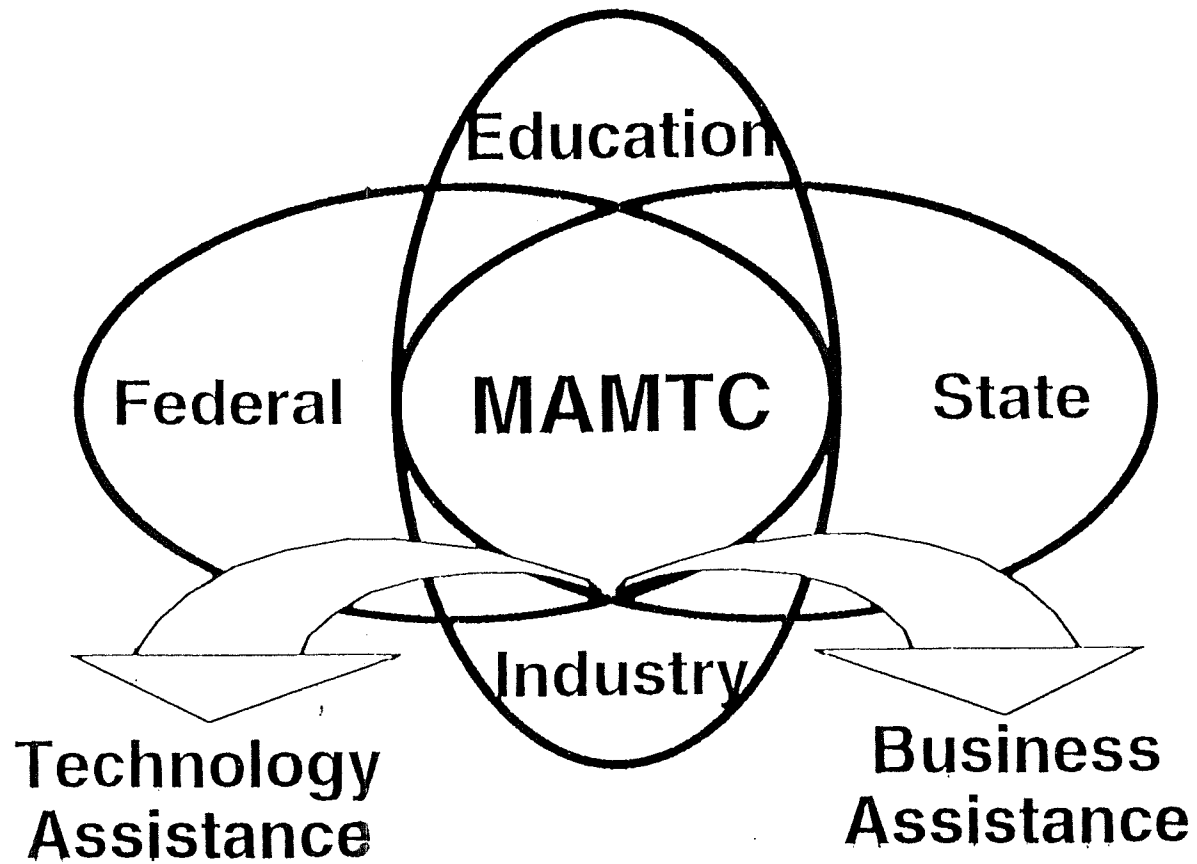 Education
Federal
MAMTC
State
Industry
Technology
Assistance
Business
Assistance